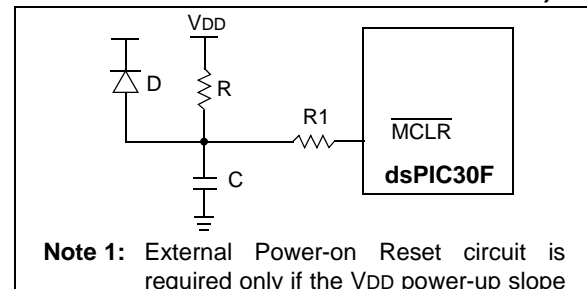 VDD
D
R
R1
MCLR
C
dsPIC30F
Note 1: External Power-on Reset circuit is
required only if the VDD power-up slope